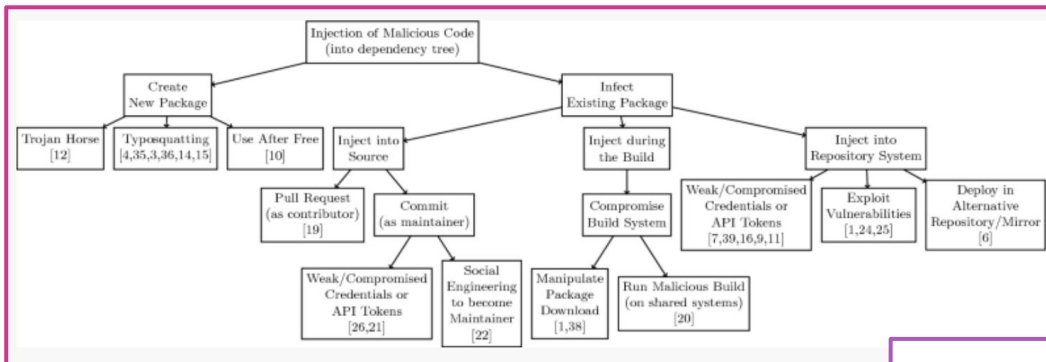 Injection of Malicious Code
(into dependency tree)
Create
New Package
Infect
Existing Package
Trojan Horse
[12]
Typosquatting
[4,35,3,36,14,15]
Use After Free
[10]
Inject into
Source
Inject during
the Build
Inject into
Repository System
Pull Request
(as contributor)
[19]
Commit
(as maintainer)
Compromise
Build System
Weak/Compromised
Credentials or
API Tokens
[7,39,16,9,11]
Exploit
Vulnerabilities
[1,24,25]
Deploy in
Alternative
Repository/Mirror
[6]
Weak/Compromised
Credentials or
API Tokens
[26,21]
Social
Engineering
to become
Maintainer
[22]
Manipulate
Package
Download
[1,38]
Run Malicious Build
(on shared systems)
[20]